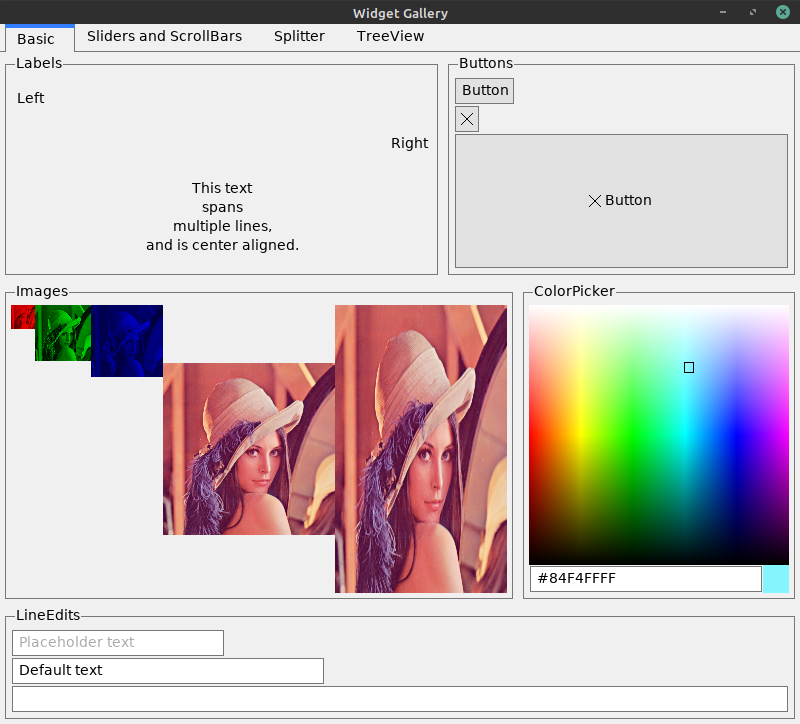 Widget Gallery
Basic
Sliders and ScrollBars
Splitter
TreeView
Labels
Left
Right
This text
spans
multiple lines,
and is center aligned.
Buttons
Button
Button
Images
ColorPicker
#84F4FFFF
LineEdits
Placeholder text
Default text